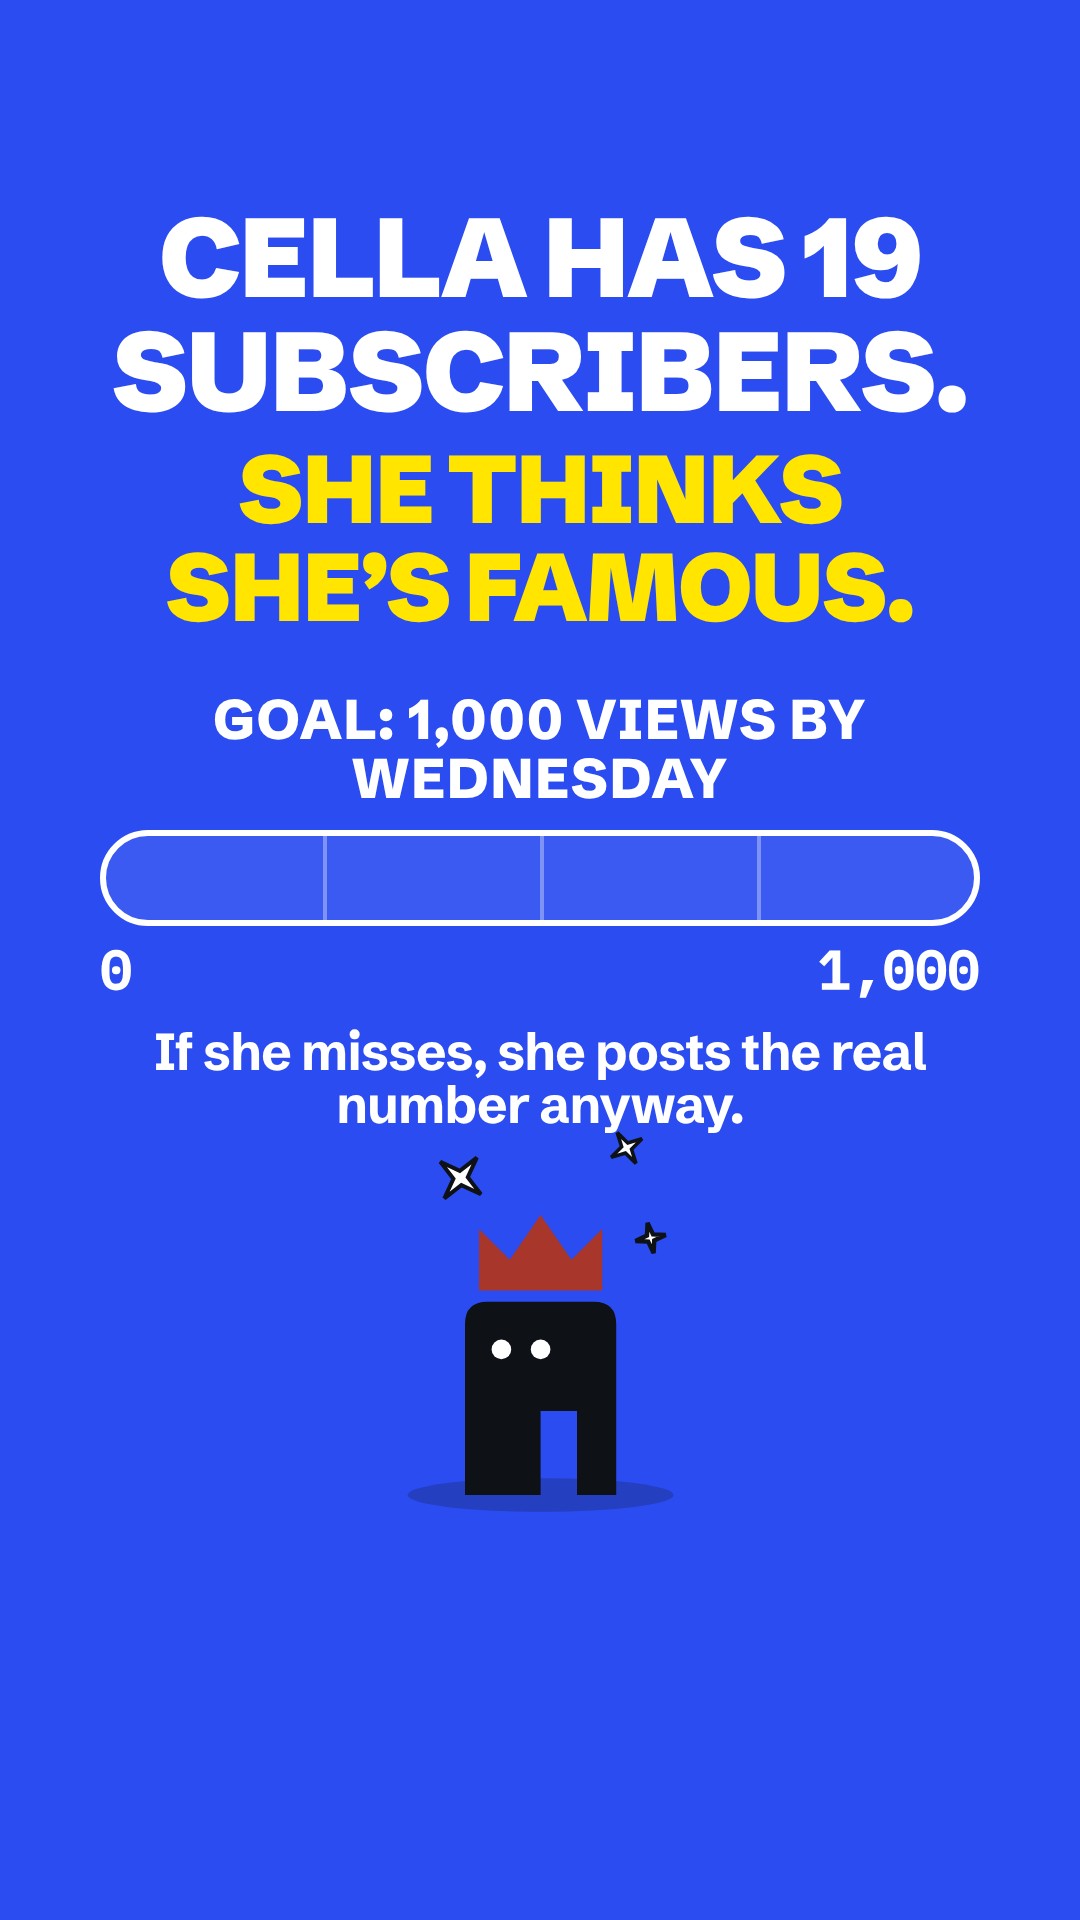 CELLA HAS 19
SUBSCRIBERS.
SHE THINKS
SHE’S FAMOUS.
GOAL: 1,000 VIEWS BY
WEDNESDAY
0 1,000
If she misses, she posts the real
number anyway.